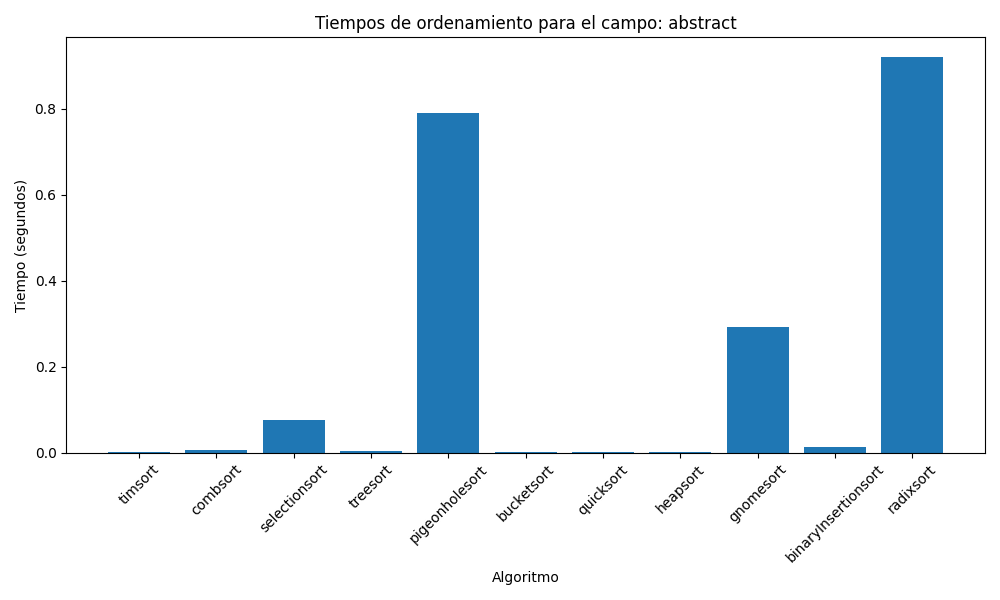 Tiempos de ordenamiento para el campo: abstract
Tiempo (segundos)
0.8
0.6
0.4
0.2
0.0
timsort
combsort
selectionsort
treesort
pigeonholesort
bucketsort
quicksort
heapsort
gnomesort
binaryInsertionsort
radixsort
Algoritmo